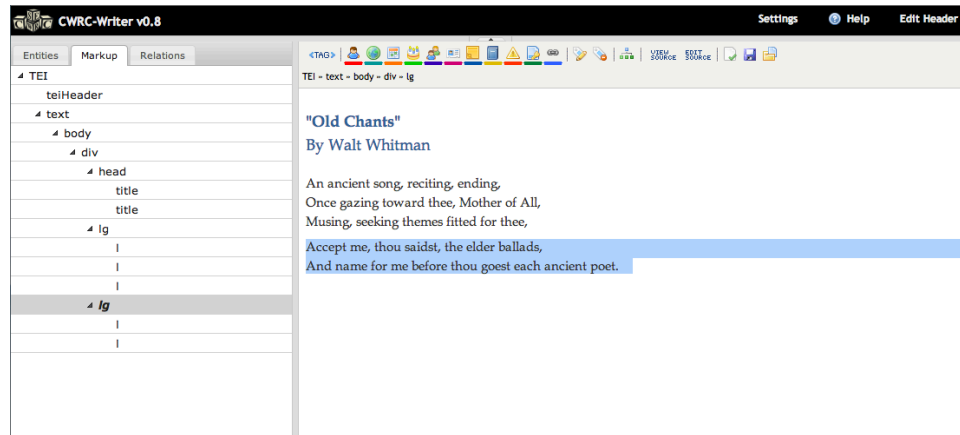 CWRC-Writer v0.8
Settings
Help
Edit Header
Entities
Markup
Relations
<TAG>
VIEW SOURCE
EDIT SOURCE
TEI
teiHeader
text
body
div
head
title
title
lg
l
l
l
lg
l
l
TEI » text » body » div » lg
"Old Chants"
By Walt Whitman
An ancient song, reciting, ending,
Once gazing toward thee, Mother of All,
Musing, seeking themes fitted for thee,
Accept me, thou saidst, the elder ballads,
And name for me before thou goest each ancient poet.